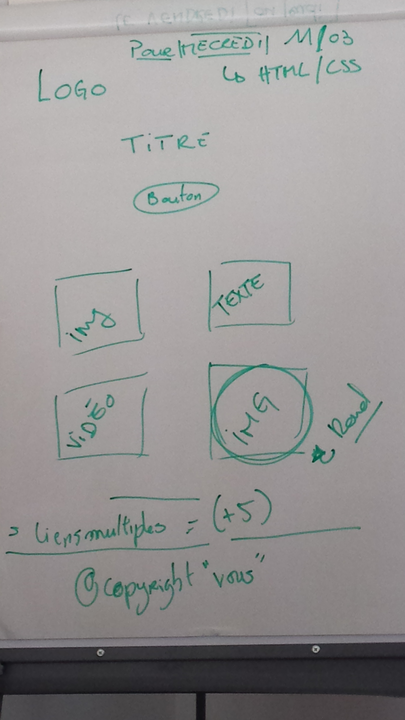 Pour MECREDI 11/03
↳ HTML/CSS
LOGO
TiTRE
Bouton
img
TEXTE
ViDÉO
iMG
Rond
= liens multiples = (+5)
©copyright "vous"